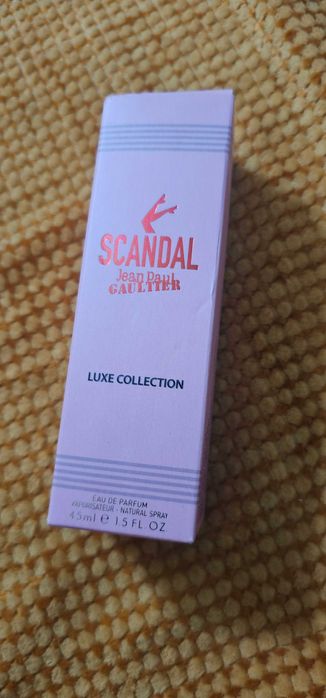 SCANDAL
Jean Paul
GAULTIER
LUXE COLLECTION
EAU DE PARFUM
VAPORISATEUR - NATURAL SPRAY
45ml ℮ 1.5 FL OZ